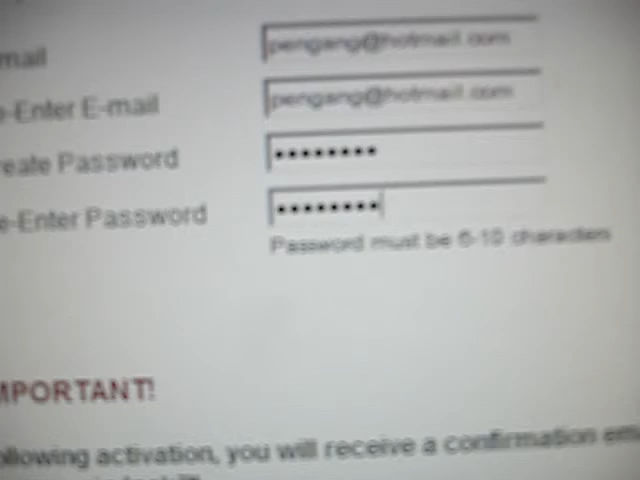 mail pengang@hotmail.com
e-Enter E-mail pengang@hotmail.com
reate Password ••••••••
e-Enter Password ••••••••
Password must be 6-10 characters
MPORTANT!
ollowing activation, you will receive a confirmation ema